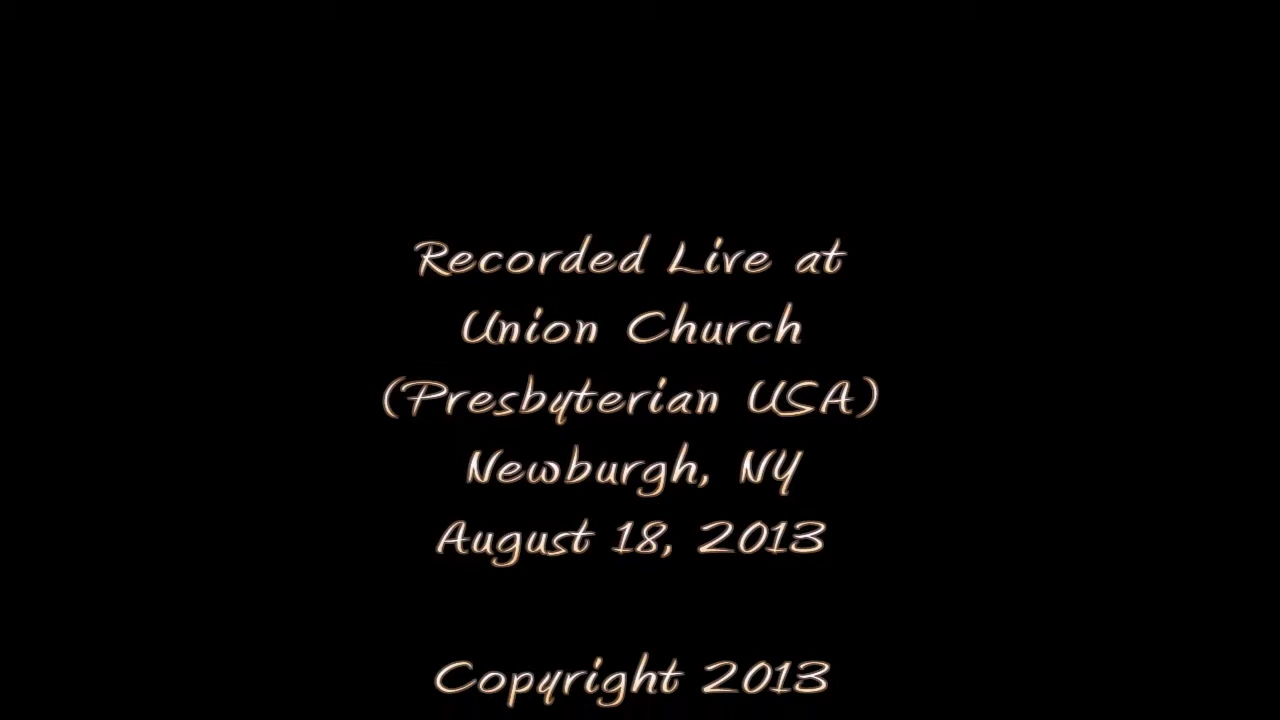 Recorded Live at
Union Church
(Presbyterian USA)
Newburgh, NY
August 18, 2013
Copyright 2013